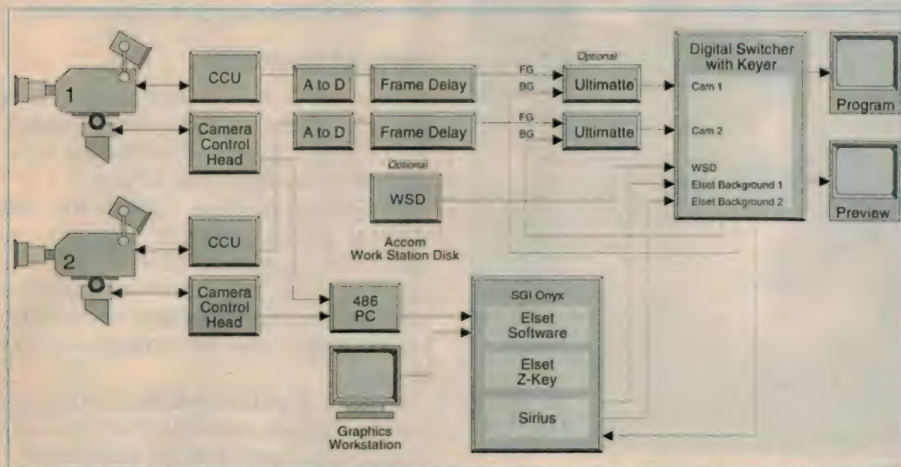 1
CCU
Camera
Control
Head
A to D
Frame Delay
A to D
Frame Delay
FG
BG
FG
BG
Optional
Ultimatte
Ultimatte
Digital Switcher
with Keyer
Cam 1
Cam 2
WSD
Elset Background 1
Elset Background 2
Program
Preview
Optional
WSD
Accom
Work Station Disk
2
CCU
Camera
Control
Head
486
PC
Graphics
Workstation
SGI Onyx
Elset
Software
Elset
Z-Key
Sirius